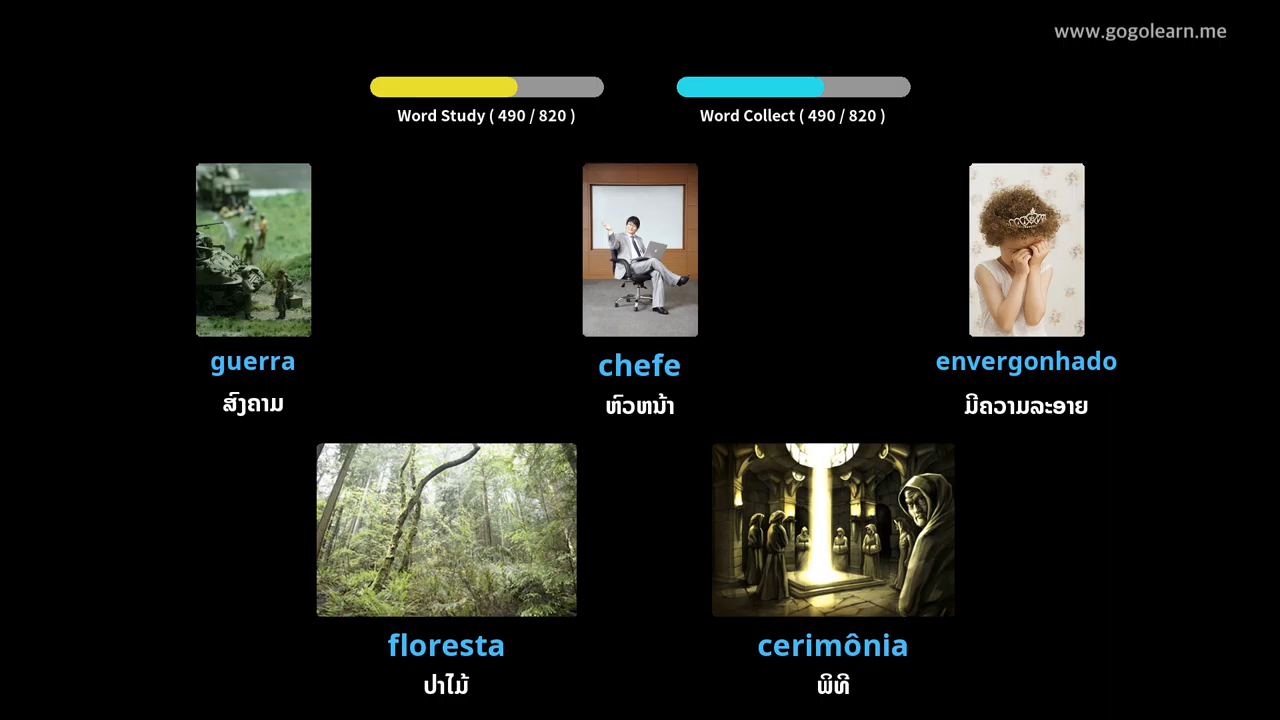 www.gogolearn.me
Word Study ( 490 / 820 )
Word Collect ( 490 / 820 )
guerra
ສົງຄາມ
chefe
ຫົວຫນ້າ
envergonhado
ມີຄວາມລະອາຍ
floresta
ປາໄມ້
cerimônia
ພິທີ